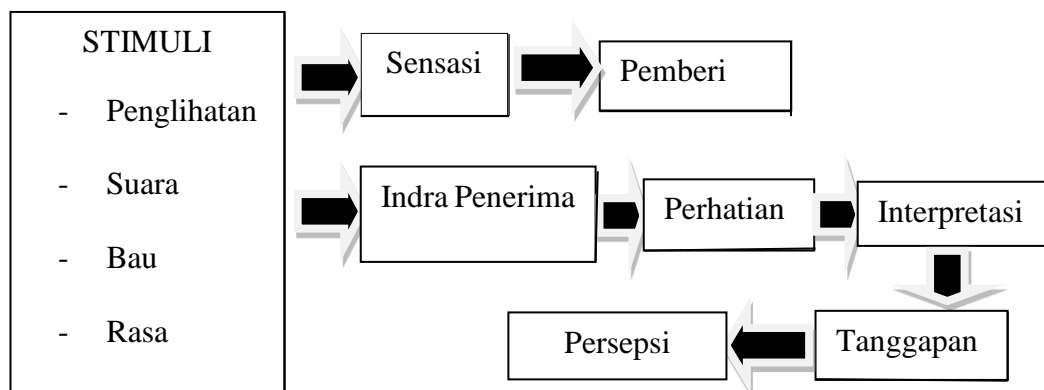 STIMULI
- Penglihatan
- Suara
- Bau
- Rasa
Sensasi
Pemberi
Indra Penerima
Perhatian
Interpretasi
Tanggapan
Persepsi